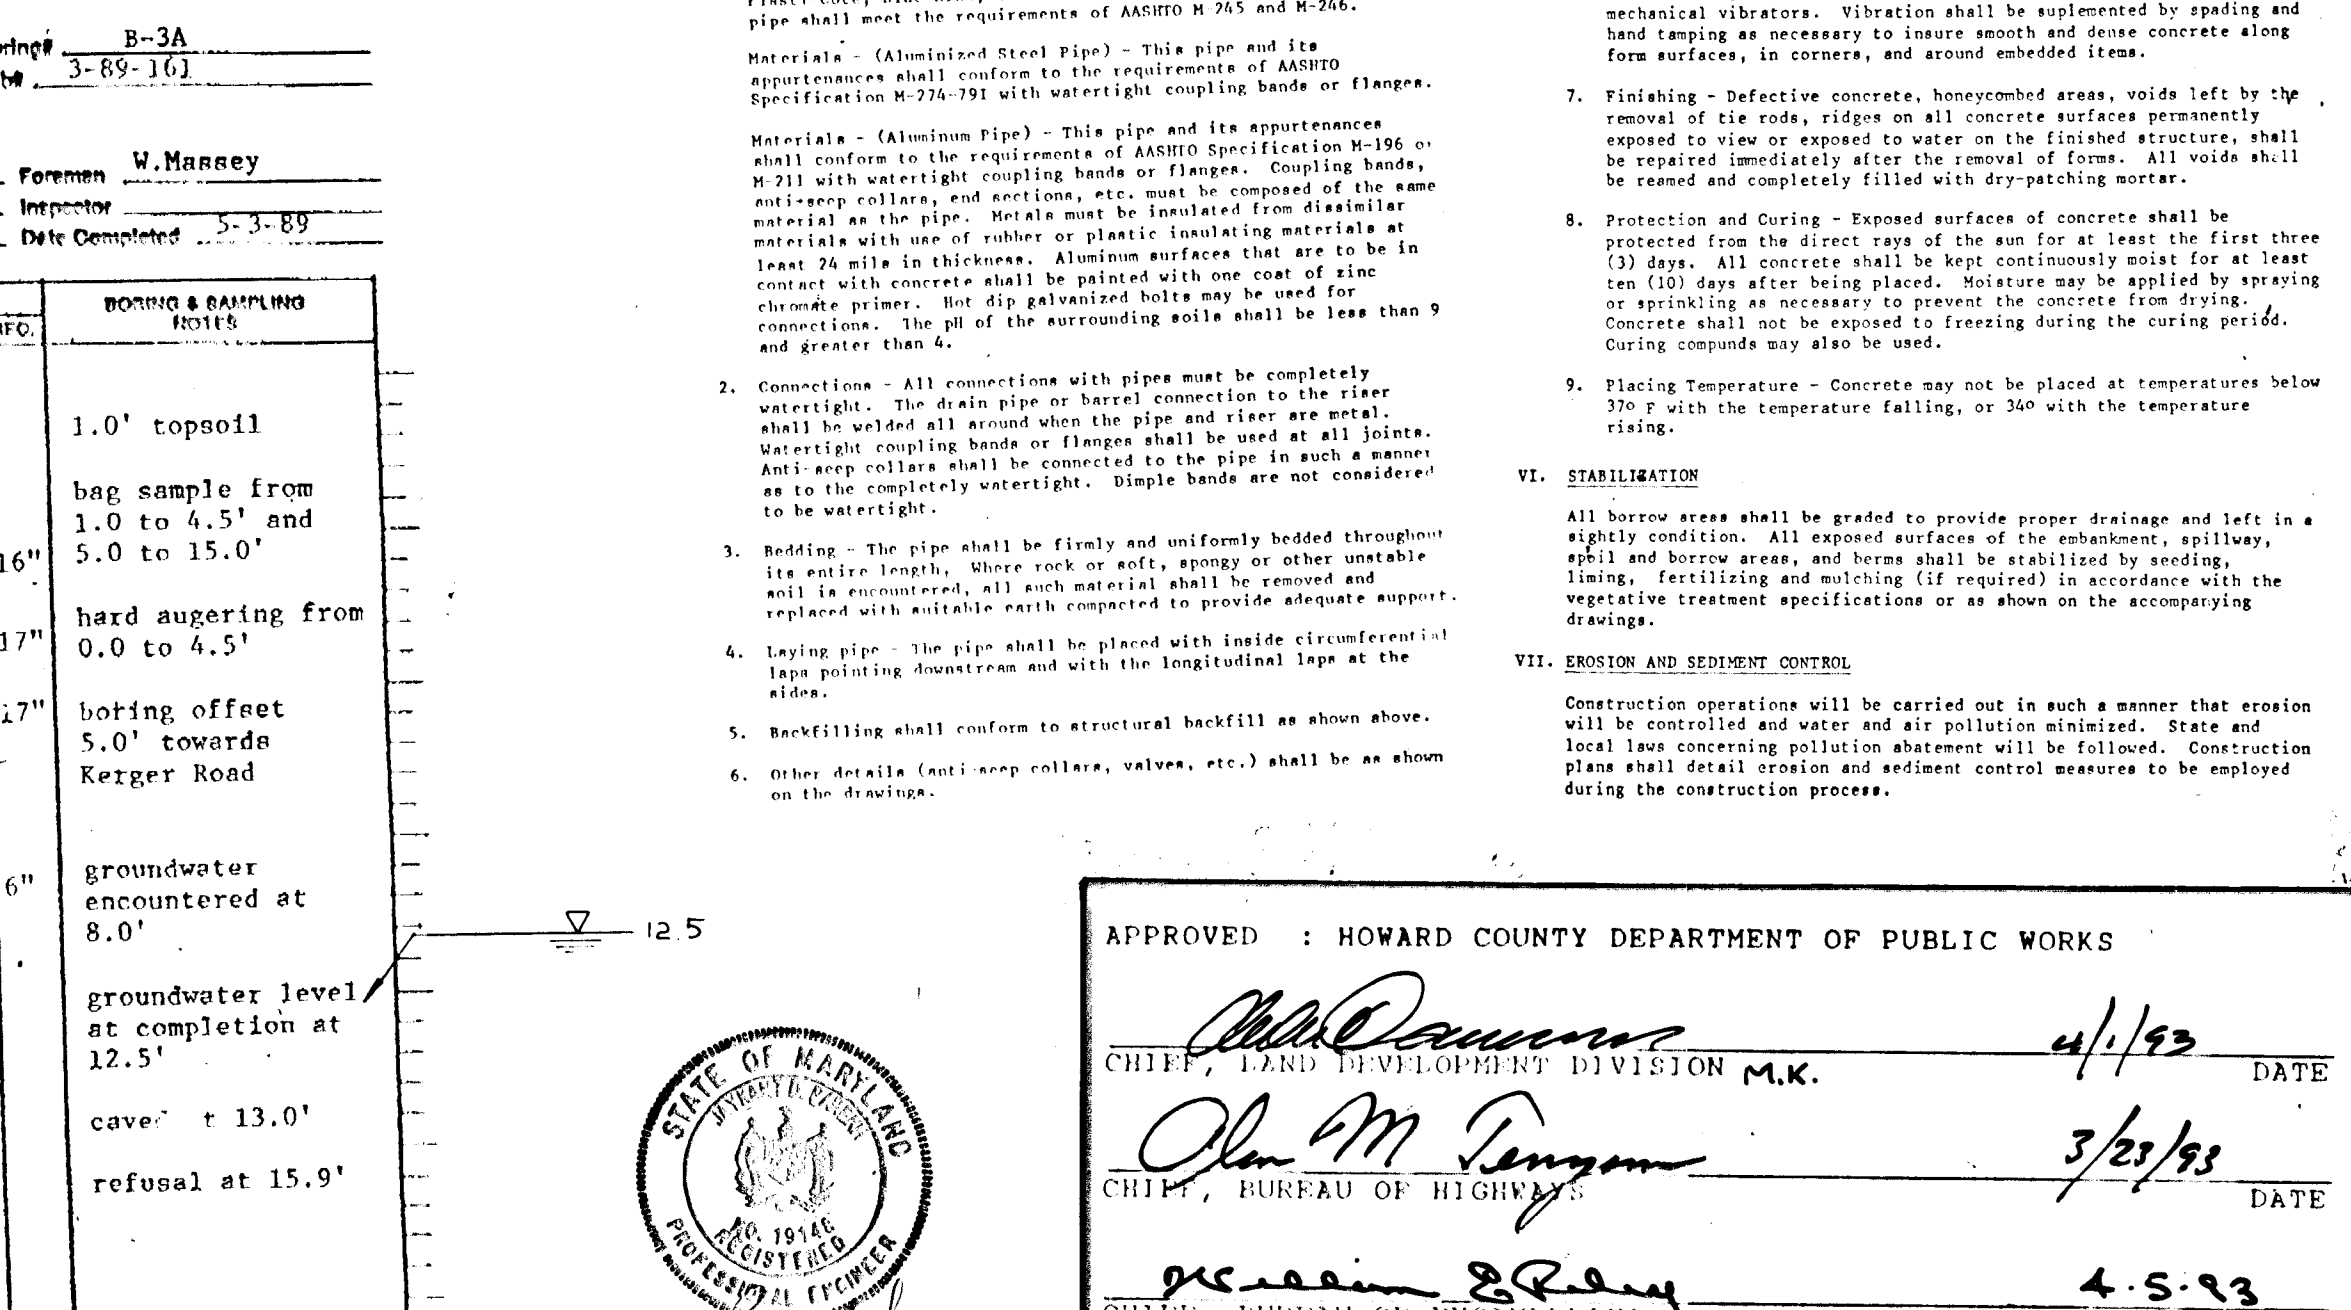 B-3A
3-89-161
Foreman W.Massey
Inspector
Date Completed 5-3-89
BORING & SAMPLING
NOTES
1.0' topsoil
bag sample from
1.0 to 4.5' and
5.0 to 15.0'
16"
hard augering from
0.0 to 4.5'
17"
boring offset
5.0' towards
Kerger Road
17"
groundwater
encountered at
8.0'
6"
groundwater level
at completion at
12.5'
12.5
t 13.0'
refusal at 15.9'
pipe shall meet the requirements of AASHTO M-245 and M-246.
Materials - (Aluminized Steel Pipe) - This pipe and its
appurtenances shall conform to the requirements of AASHTO
Specification M-274-79I with watertight coupling bands or flanges.
Materials - (Aluminum Pipe) - This pipe and its appurtenances
shall conform to the requirements of AASHTO Specification M-196 or
M-211 with watertight coupling bands or flanges. Coupling bands,
anti-seep collars, end sections, etc. must be composed of the same
material as the pipe. Metals must be insulated from dissimilar
materials with use of rubber or plastic insulating materials at
least 24 mils in thickness. Aluminum surfaces that are to be in
contact with concrete shall be painted with one coat of zinc
chromate primer. Hot dip galvanized bolts may be used for
connections. The pH of the surrounding soils shall be less than 9
and greater than 4.
2. Connections - All connections with pipes must be completely
watertight. The drain pipe or barrel connection to the riser
shall be welded all around when the pipe and riser are metal.
Watertight coupling bands or flanges shall be used at all joints.
Anti-seep collars shall be connected to the pipe in such a manner
as to the completely watertight. Dimple bands are not considered
to be watertight.
3. Bedding - The pipe shall be firmly and uniformly bedded throughout
its entire length, Where rock or soft, spongy or other unstable
soil is encountered, all such material shall be removed and
replaced with suitable earth compacted to provide adequate support.
4. Laying pipe - The pipe shall be placed with inside circumferential
laps pointing downstream and with the longitudinal laps at the
sides.
5. Backfilling shall conform to structural backfill as shown above.
6. Other details (anti-seep collars, valves, etc.) shall be as shown
on the drawings.
mechanical vibrators. Vibration shall be suplemented by spading and
hand tamping as necessary to insure smooth and dense concrete along
form surfaces, in corners, and around embedded items.
7. Finishing - Defective concrete, honeycombed areas, voids left by the
removal of tie rods, ridges on all concrete surfaces permanently
exposed to view or exposed to water on the finished structure, shall
be repaired immediately after the removal of forms. All voids shall
be reamed and completely filled with dry-patching mortar.
8. Protection and Curing - Exposed surfaces of concrete shall be
protected from the direct rays of the sun for at least the first three
(3) days. All concrete shall be kept continuously moist for at least
ten (10) days after being placed. Moisture may be applied by spraying
or sprinkling as necessary to prevent the concrete from drying.
Concrete shall not be exposed to freezing during the curing period.
Curing compunds may also be used.
9. Placing Temperature - Concrete may not be placed at temperatures below
37o F with the temperature falling, or 34o with the temperature
rising.
VI. STABILIZATION
All borrow areas shall be graded to provide proper drainage and left in a
sightly condition. All exposed surfaces of the embankment, spillway,
spoil and borrow areas, and berms shall be stabilized by seeding,
liming, fertilizing and mulching (if required) in accordance with the
vegetative treatment specifications or as shown on the accompanying
drawings.
VII. EROSION AND SEDIMENT CONTROL
Construction operations will be carried out in such a manner that erosion
will be controlled and water and air pollution minimized. State and
local laws concerning pollution abatement will be followed. Construction
plans shall detail erosion and sediment control measures to be employed
during the construction process.
STATE OF MARYLAND
NO. 19146
REGISTERED
PROFESSIONAL ENGINEER
APPROVED : HOWARD COUNTY DEPARTMENT OF PUBLIC WORKS
4/1/93
CHIEF, LAND DEVELOPMENT DIVISION M.K. DATE
3/23/93
CHIEF, BUREAU OF HIGHWAYS DATE
William E Riley 4.5.93